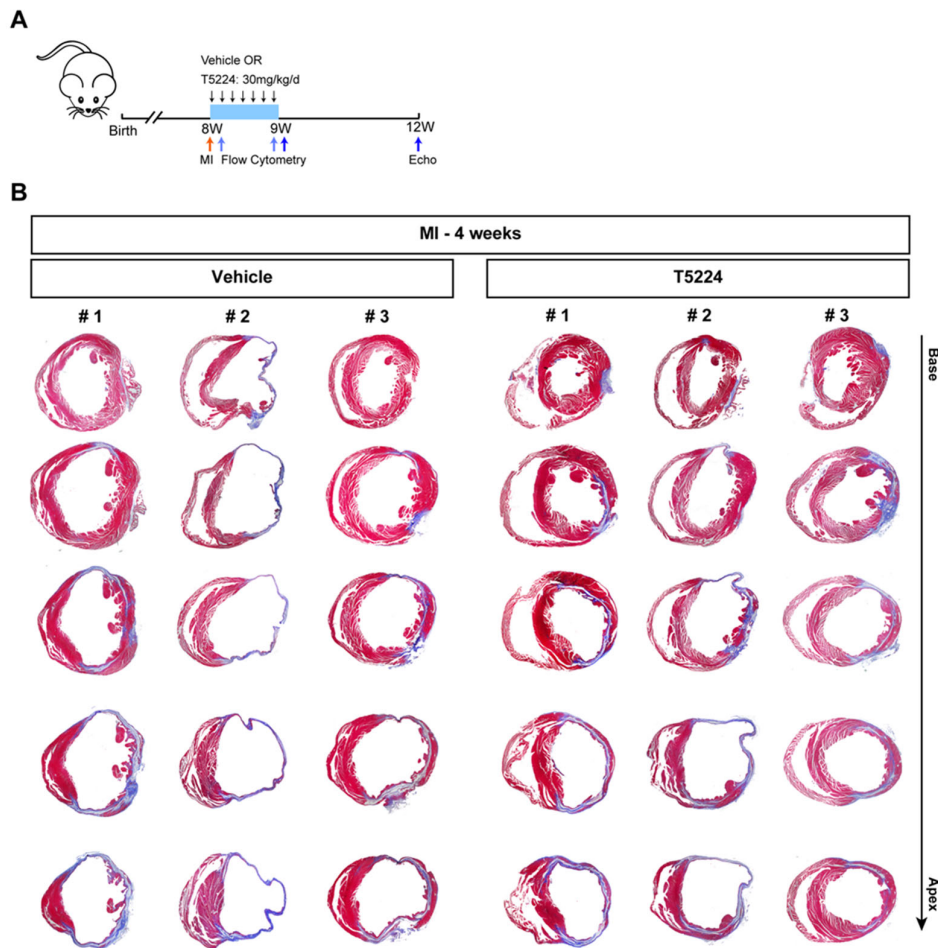 A
Vehicle OR
T5224: 30mg/kg/d
Birth
8W 9W 12W
MI Flow Cytometry Echo
B
MI - 4 weeks
Vehicle T5224
# 1 # 2 # 3 # 1 # 2 # 3
Base
Apex